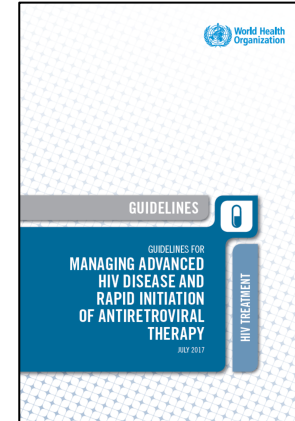 World Health
Organization
GUIDELINES
GUIDELINES FOR
MANAGING ADVANCED
HIV DISEASE AND
RAPID INITIATION
OF ANTIRETROVIRAL
THERAPY
JULY 2017
HIV TREATMENT